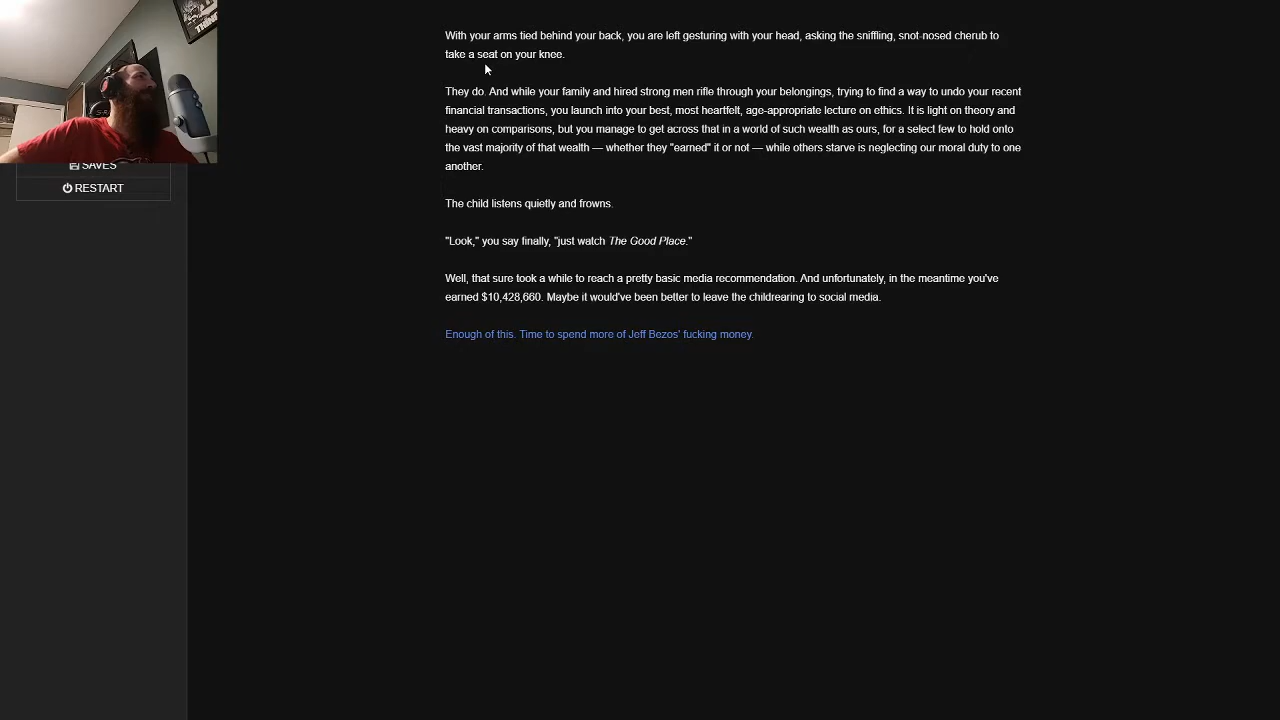 THING
With your arms tied behind your back, you are left gesturing with your head, asking the sniffling, snot-nosed cherub to
take a seat on your knee.
They do. And while your family and hired strong men rifle through your belongings, trying to find a way to undo your recent
financial transactions, you launch into your best, most heartfelt, age-appropriate lecture on ethics. It is light on theory and
heavy on comparisons, but you manage to get across that in a world of such wealth as ours, for a select few to hold onto
the vast majority of that wealth — whether they "earned" it or not — while others starve is neglecting our moral duty to one
another.
The child listens quietly and frowns.
"Look," you say finally, "just watch The Good Place."
Well, that sure took a while to reach a pretty basic media recommendation. And unfortunately, in the meantime you've
earned $10,428,660. Maybe it would've been better to leave the childrearing to social media.
Enough of this. Time to spend more of Jeff Bezos' fucking money.
SAVES
RESTART